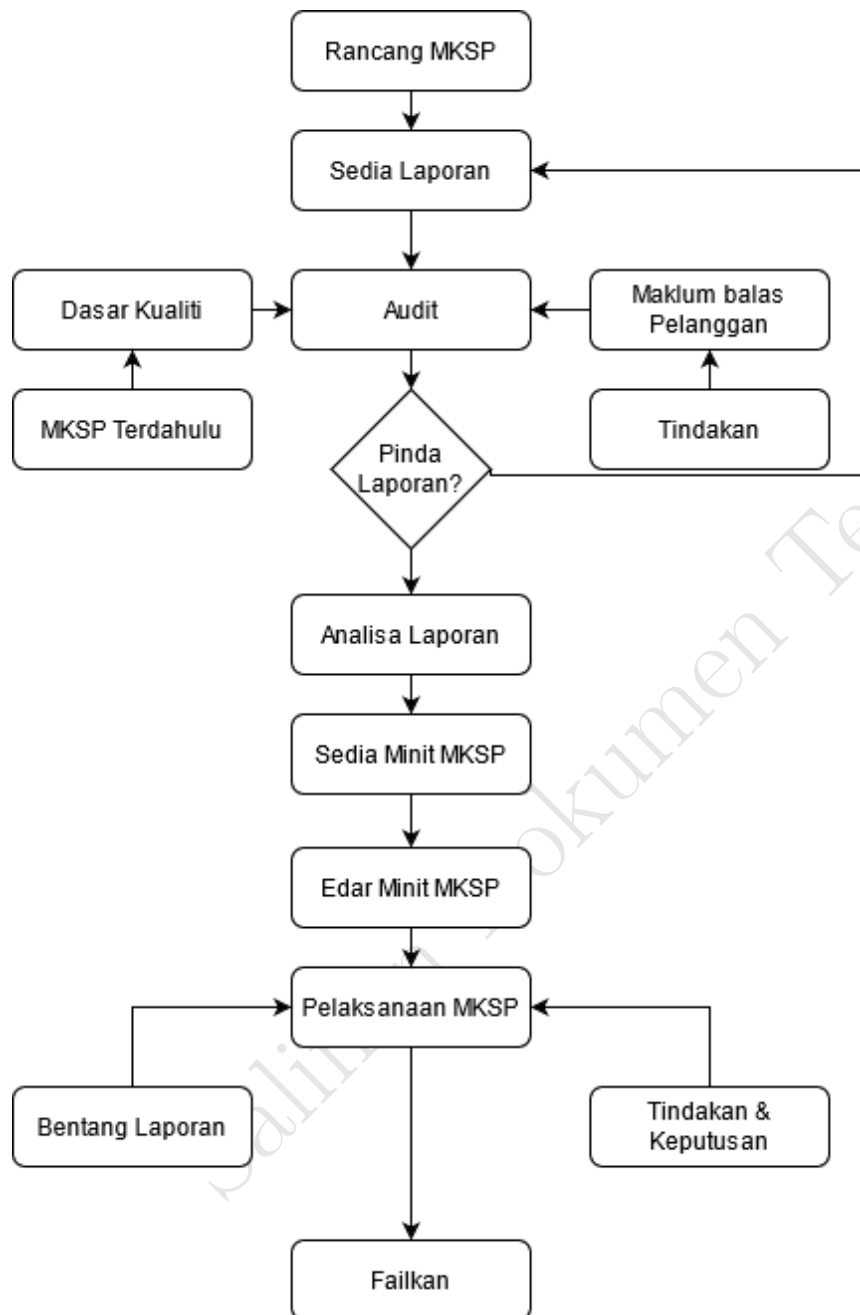 Rancang MKSP
Sedia Laporan
Dasar Kualiti
Audit
Maklum balas
Pelanggan
MKSP Terdahulu
Tindakan
Pinda
Laporan?
Analisa Laporan
Sedia Minit MKSP
Edar Minit MKSP
Pelaksanaan MKSP
Bentang Laporan
Tindakan &
Keputusan
Failkan